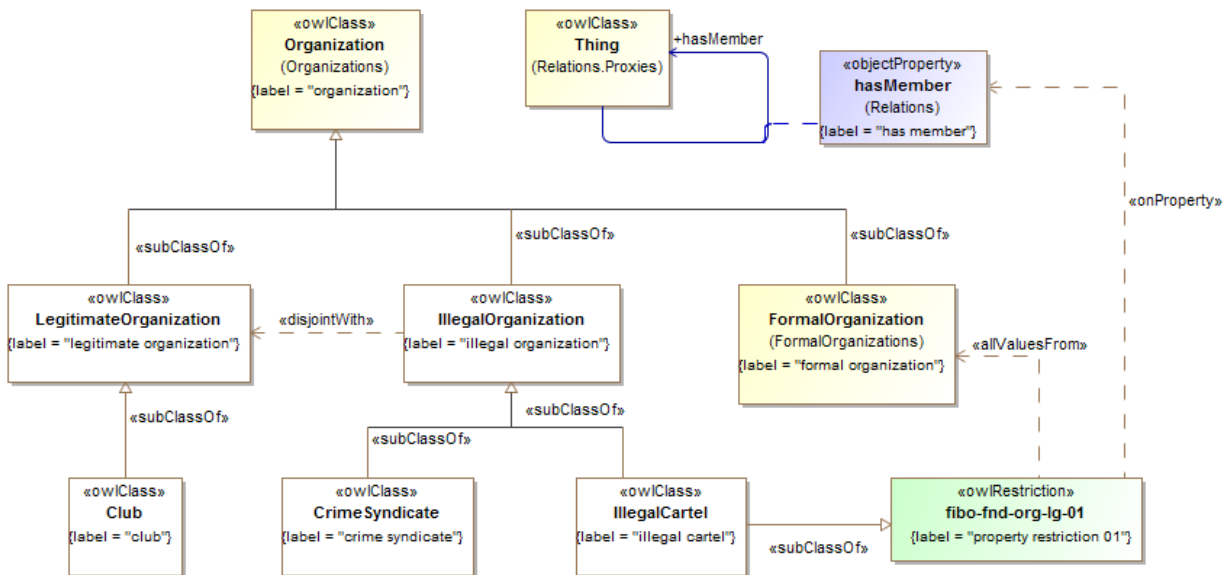 «owlClass»
Organization
(Organizations)
{label = "organization"}
«owlClass»
Thing
(Relations.Proxies)
+hasMember
«objectProperty»
hasMember
(Relations)
{label = "has member"}
«onProperty»
«subClassOf»
«subClassOf»
«subClassOf»
«owlClass»
LegitimateOrganization
{label = "legitimate organization"}
«disjointWith»
«owlClass»
IllegalOrganization
{label = "illegal organization"}
«owlClass»
FormalOrganization
(FormalOrganizations)
{label = "formal organization"}
«allValuesFrom»
«subClassOf»
«subClassOf»
«subClassOf»
«owlClass»
Club
{label = "club"}
«owlClass»
CrimeSyndicate
{label = "crime syndicate"}
«owlClass»
IllegalCartel
{label = "illegal cartel"}
«subClassOf»
«owlRestriction»
fibo-fnd-org-lg-01
{label = "property restriction 01"}